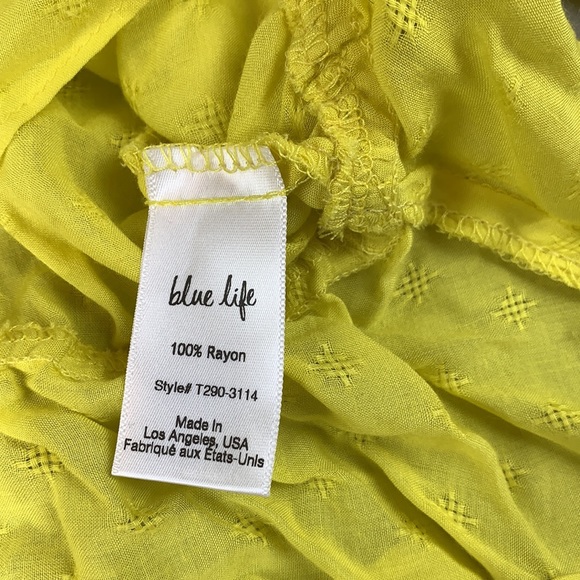 blue life
100% Rayon
Style# T290-3114
Made In
Los Angeles, USA
Fabriqué aux États-Unis